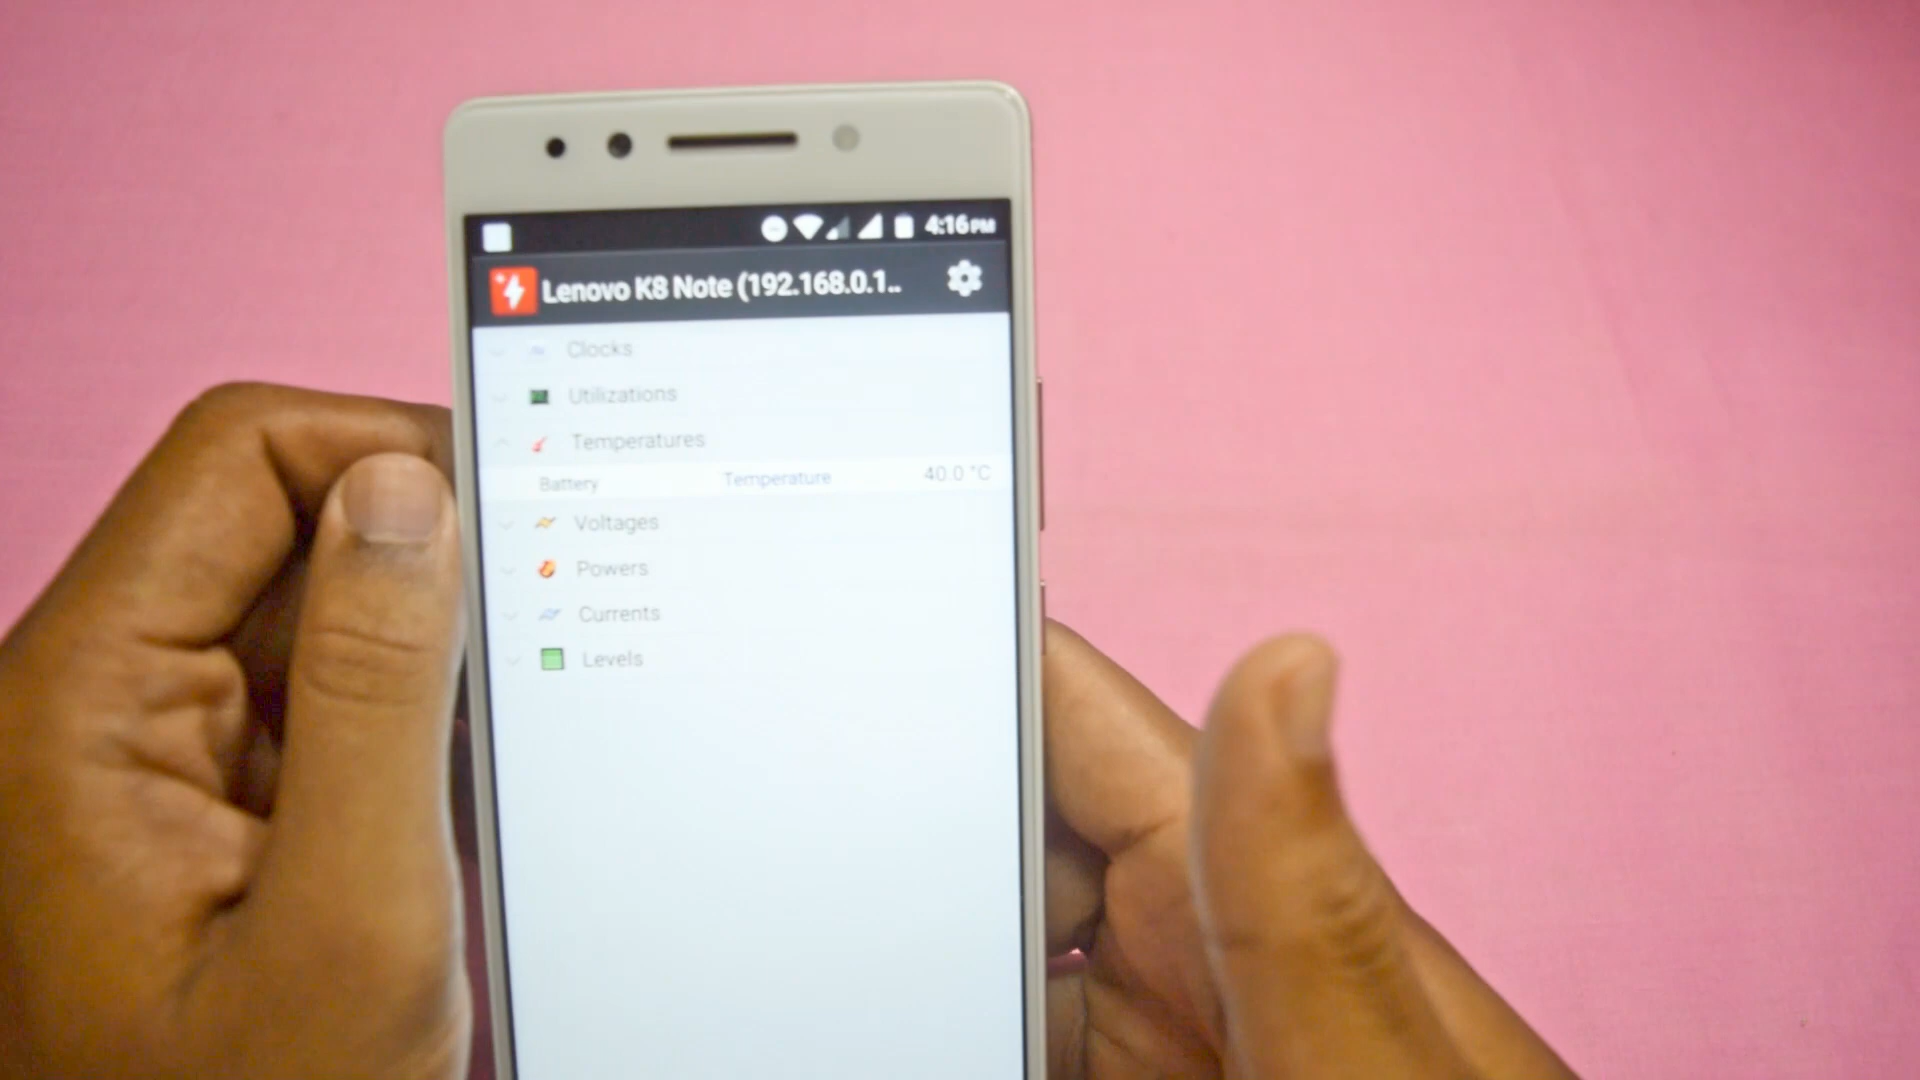 4:16PM
Lenovo K8 Note (192.168.0.1..
Clocks
Utilizations
Temperatures
Battery Temperature 40.0 °C
Voltages
Powers
Currents
Levels